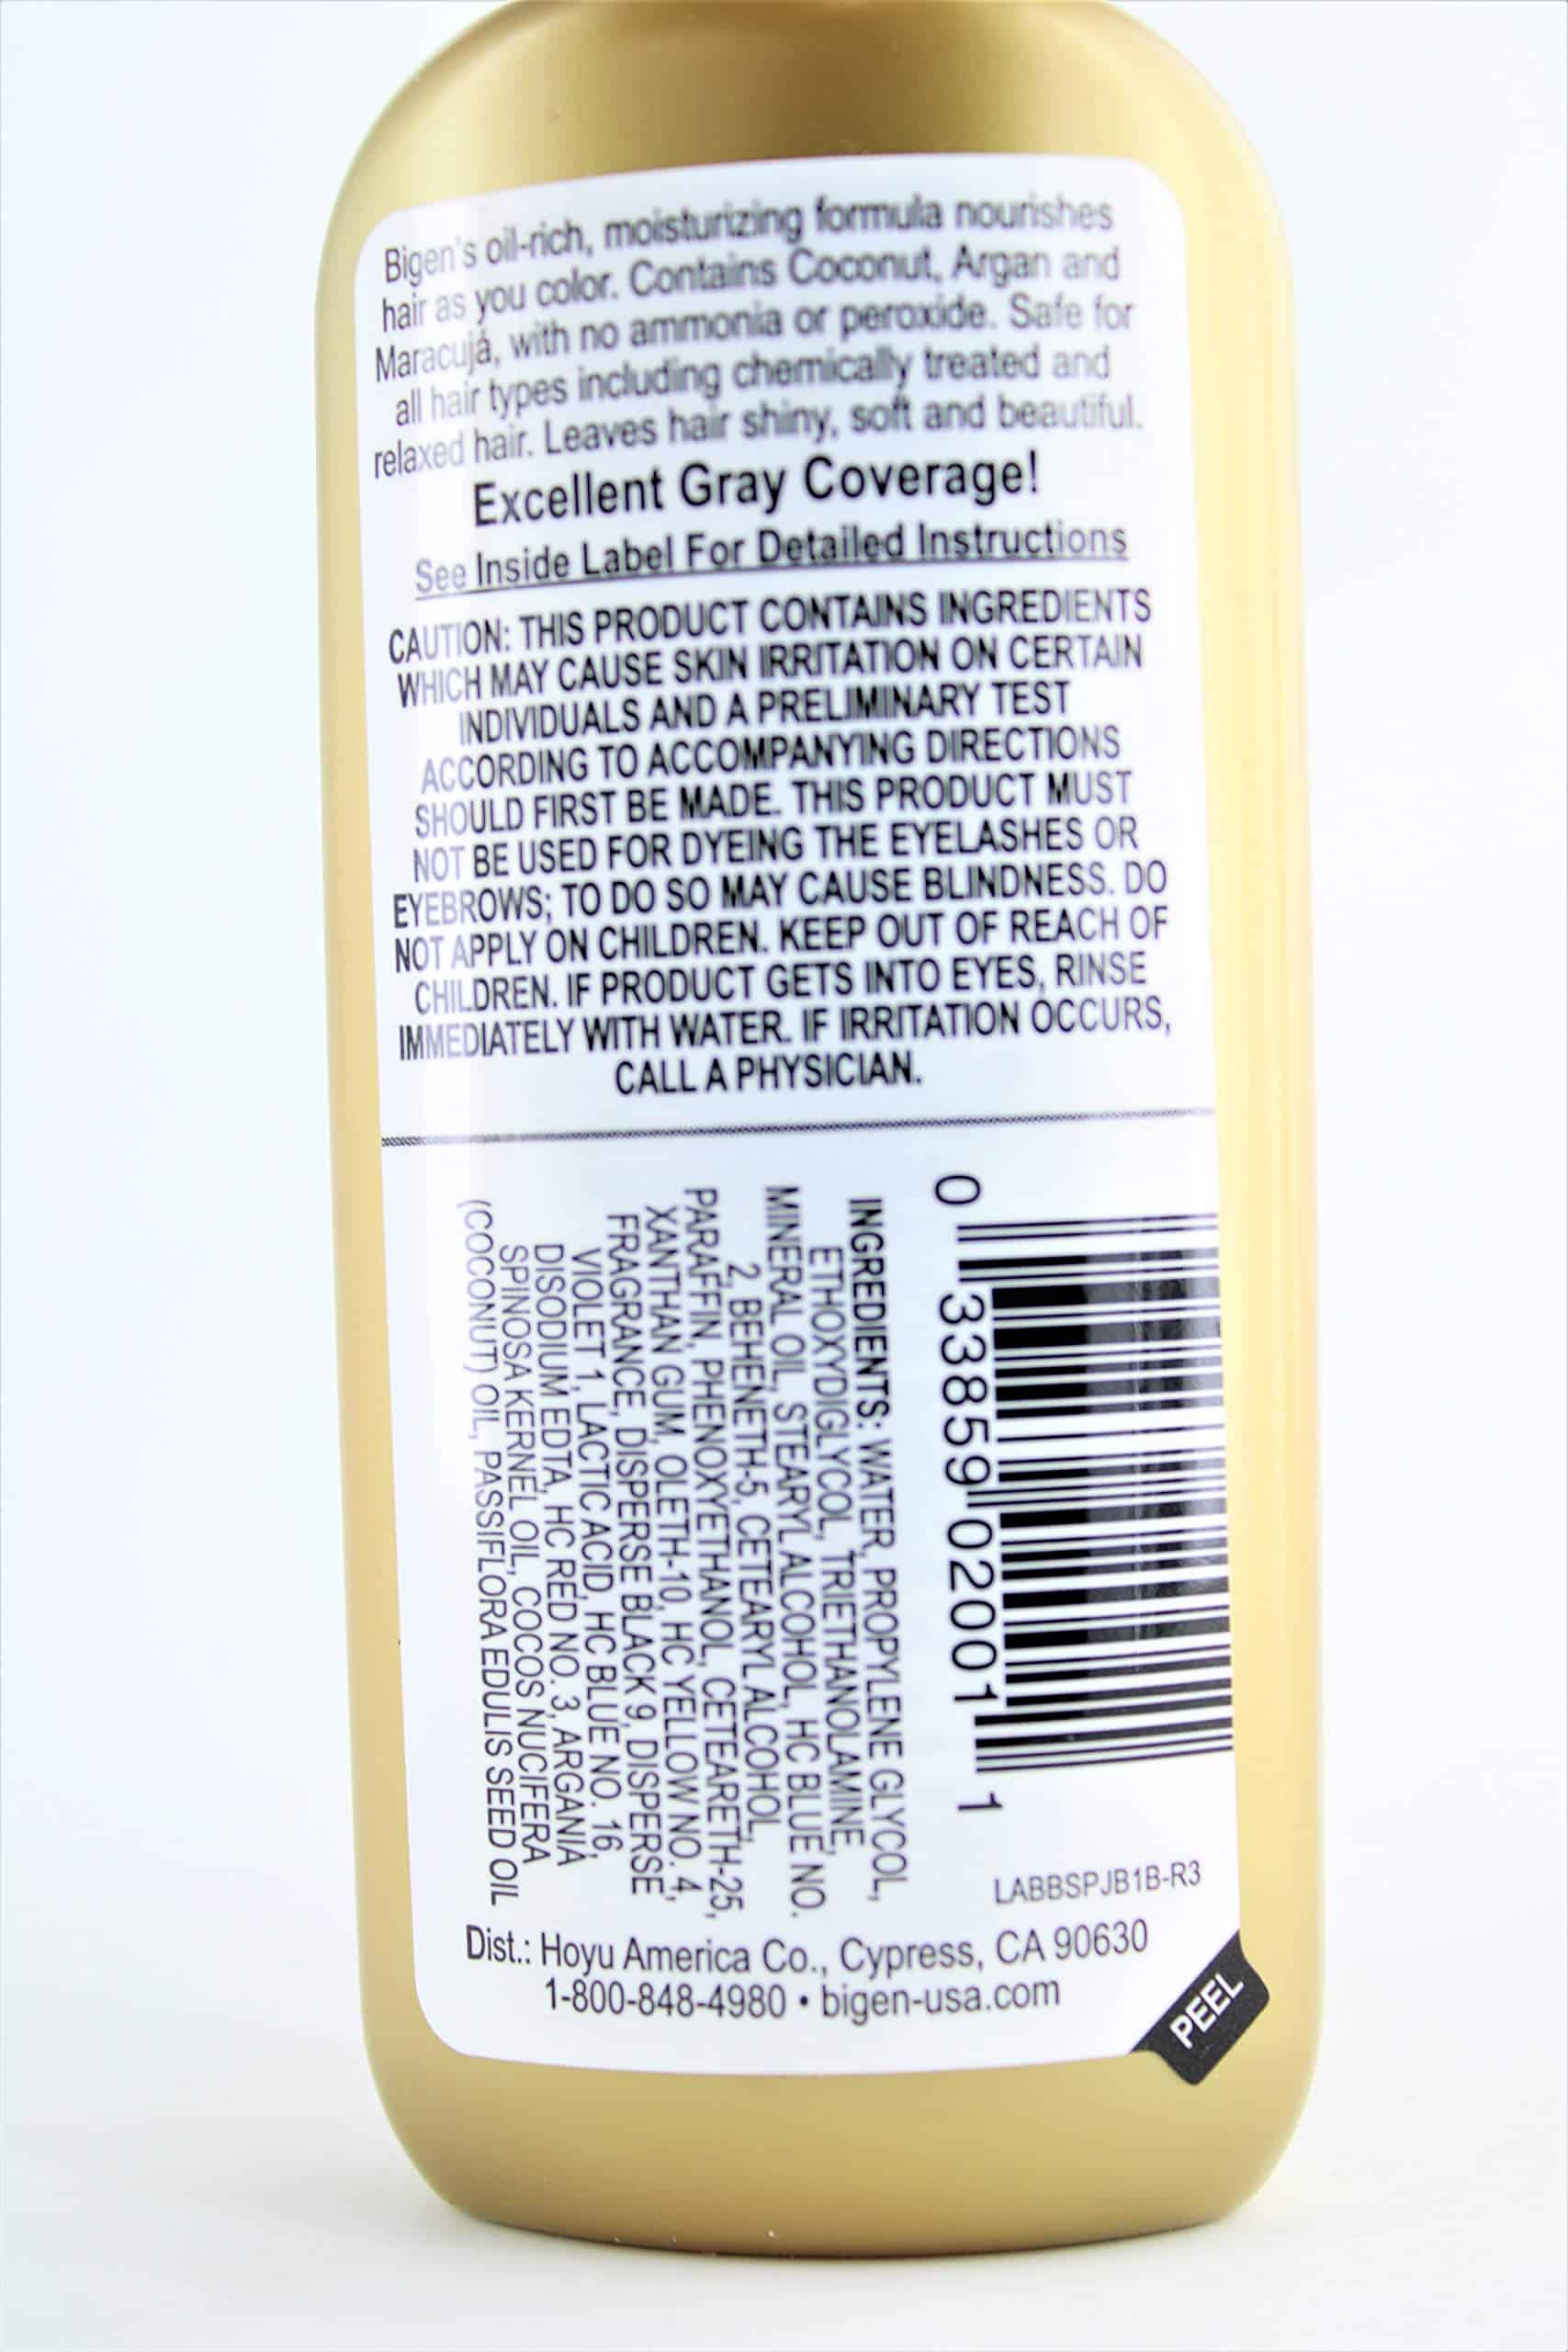 Bigen's oil-rich, moisturizing formula nourishes
hair as you color. Contains Coconut, Argan and
Maracujá, with no ammonia or peroxide. Safe for
all hair types including chemically treated and
relaxed hair. Leaves hair shiny, soft and beautiful.
Excellent Gray Coverage!
See Inside Label For Detailed Instructions
CAUTION: THIS PRODUCT CONTAINS INGREDIENTS
WHICH MAY CAUSE SKIN IRRITATION ON CERTAIN
INDIVIDUALS AND A PRELIMINARY TEST
ACCORDING TO ACCOMPANYING DIRECTIONS
SHOULD FIRST BE MADE. THIS PRODUCT MUST
NOT BE USED FOR DYEING THE EYELASHES OR
EYEBROWS; TO DO SO MAY CAUSE BLINDNESS. DO
NOT APPLY ON CHILDREN. KEEP OUT OF REACH OF
CHILDREN. IF PRODUCT GETS INTO EYES, RINSE
IMMEDIATELY WITH WATER. IF IRRITATION OCCURS,
CALL A PHYSICIAN.
0 33859 02001 1
INGREDIENTS: WATER, PROPYLENE GLYCOL,
ETHOXYDIGLYCOL, TRIETHANOLAMINE,
MINERAL OIL, STEARYL ALCOHOL, HC BLUE NO.
2, BEHENETH-5, CETEARYL ALCOHOL,
PARAFFIN, PHENOXYETHANOL, CETEARETH-25,
XANTHAN GUM, OLETH-10, HC YELLOW NO. 4,
FRAGRANCE, DISPERSE BLACK 9, DISPERSE
VIOLET 1, LACTIC ACID, HC BLUE NO. 16,
DISODIUM EDTA, HC RED NO. 3, ARGANIA
SPINOSA KERNEL OIL, COCOS NUCIFERA
(COCONUT) OIL, PASSIFLORA EDULIS SEED OIL
LABBSPJB1B-R3
Dist.: Hoyu America Co., Cypress, CA 90630
1-800-848-4980 • bigen-usa.com
PEEL